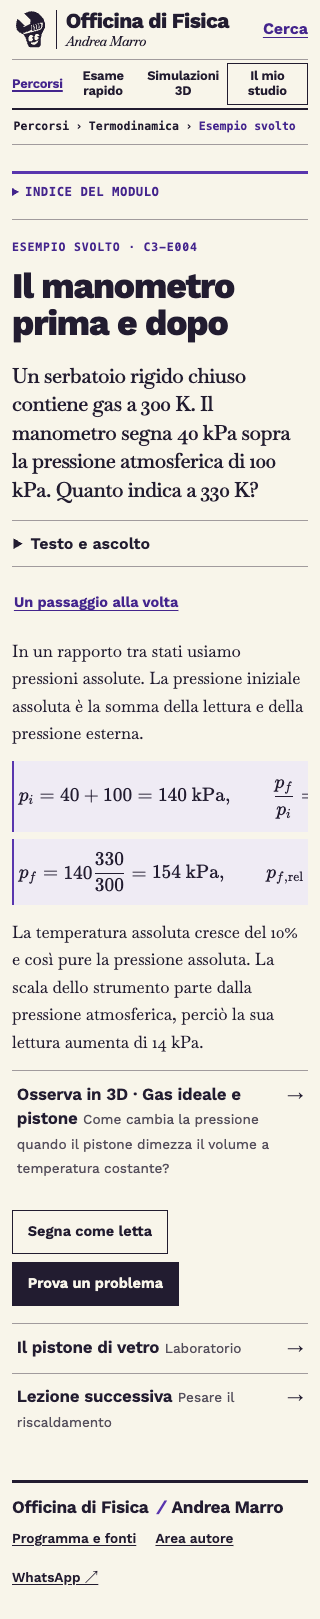 Officina di Fisica
Andrea Marro
Cerca
Percorsi
Esame rapido
Simulazioni 3D
Il mio studio
Percorsi › Termodinamica › Esempio svolto
▶ INDICE DEL MODULO
ESEMPIO SVOLTO · C3-E004
Il manometro
prima e dopo
Un serbatoio rigido chiuso
contiene gas a 300 K. Il
manometro segna 40 kPa sopra
la pressione atmosferica di 100
kPa. Quanto indica a 330 K?
▶ Testo e ascolto
Un passaggio alla volta
In un rapporto tra stati usiamo
pressioni assolute. La pressione iniziale
assoluta è la somma della lettura e della
pressione esterna.
p_i = 40 + 100 = 140 kPa, p_f/p_i =
p_f = 140 330/300 = 154 kPa, p_f,rel
La temperatura assoluta cresce del 10%
e così pure la pressione assoluta. La
scala dello strumento parte dalla
pressione atmosferica, perciò la sua
lettura aumenta di 14 kPa.
Osserva in 3D · Gas ideale e →
pistone Come cambia la pressione
quando il pistone dimezza il volume a
temperatura costante?
Segna come letta
Prova un problema
Il pistone di vetro Laboratorio →
Lezione successiva Pesare il →
riscaldamento
Officina di Fisica / Andrea Marro
Programma e fonti Area autore
WhatsApp ↗